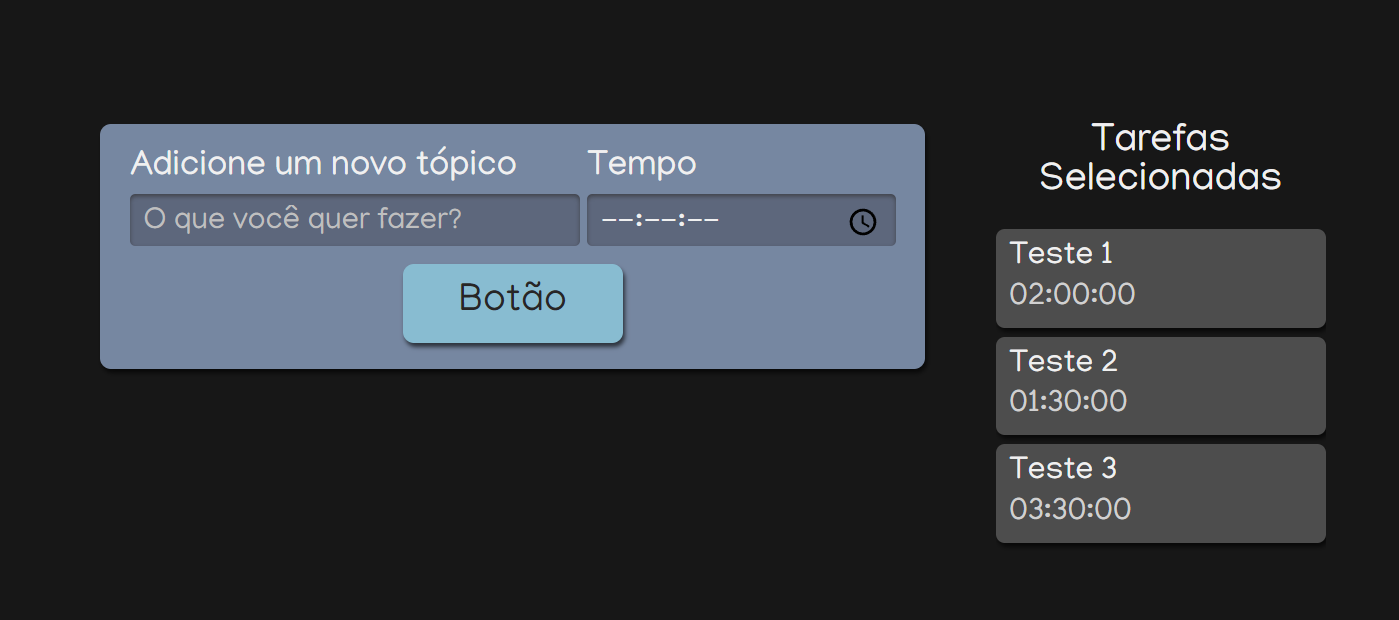 Adicione um novo tópico
Tempo
O que você quer fazer?
--:--:--
Botão
Tarefas
Selecionadas
Teste 1
02:00:00
Teste 2
01:30:00
Teste 3
03:30:00